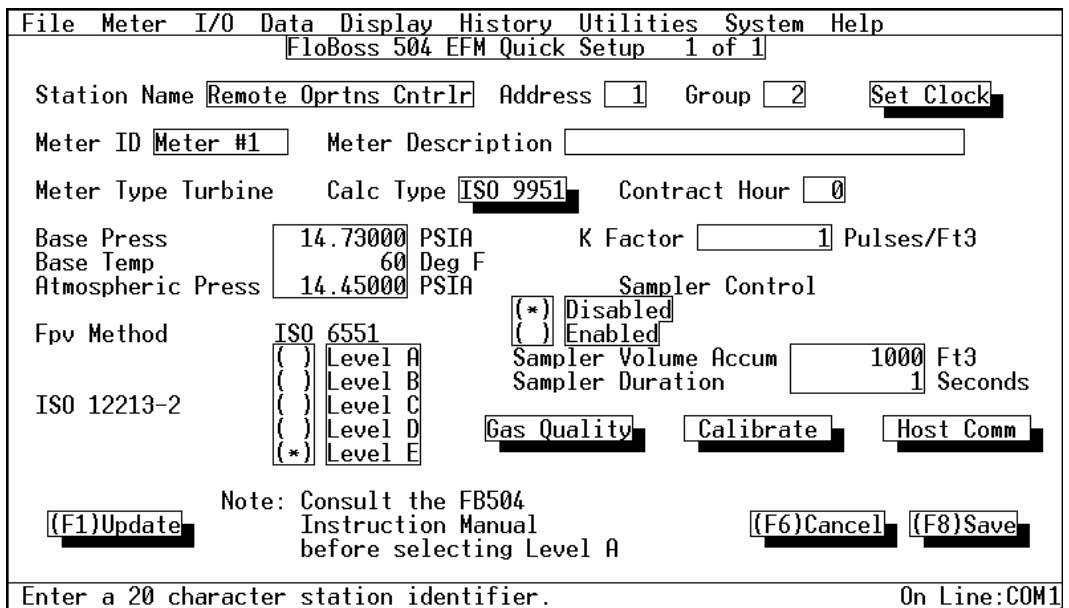 File Meter I/O Data Display History Utilities System Help
FloBoss 504 EFM Quick Setup 1 of 1
Station Name Remote Oprtns Cntrlr Address 1 Group 2 Set Clock
Meter ID Meter #1 Meter Description
Meter Type Turbine Calc Type ISO 9951 Contract Hour 0
Base Press 14.73000 PSIA K Factor 1 Pulses/Ft3
Base Temp 60 Deg F
Atmospheric Press 14.45000 PSIA Sampler Control
(*) Disabled
Fpv Method ISO 6551 ( ) Enabled
( ) Level A Sampler Volume Accum 1000 Ft3
( ) Level B Sampler Duration 1 Seconds
ISO 12213-2 ( ) Level C
( ) Level D Gas Quality Calibrate Host Comm
(*) Level E
Note: Consult the FB504
(F1)Update Instruction Manual (F6)Cancel (F8)Save
before selecting Level A
Enter a 20 character station identifier. On Line:COM1